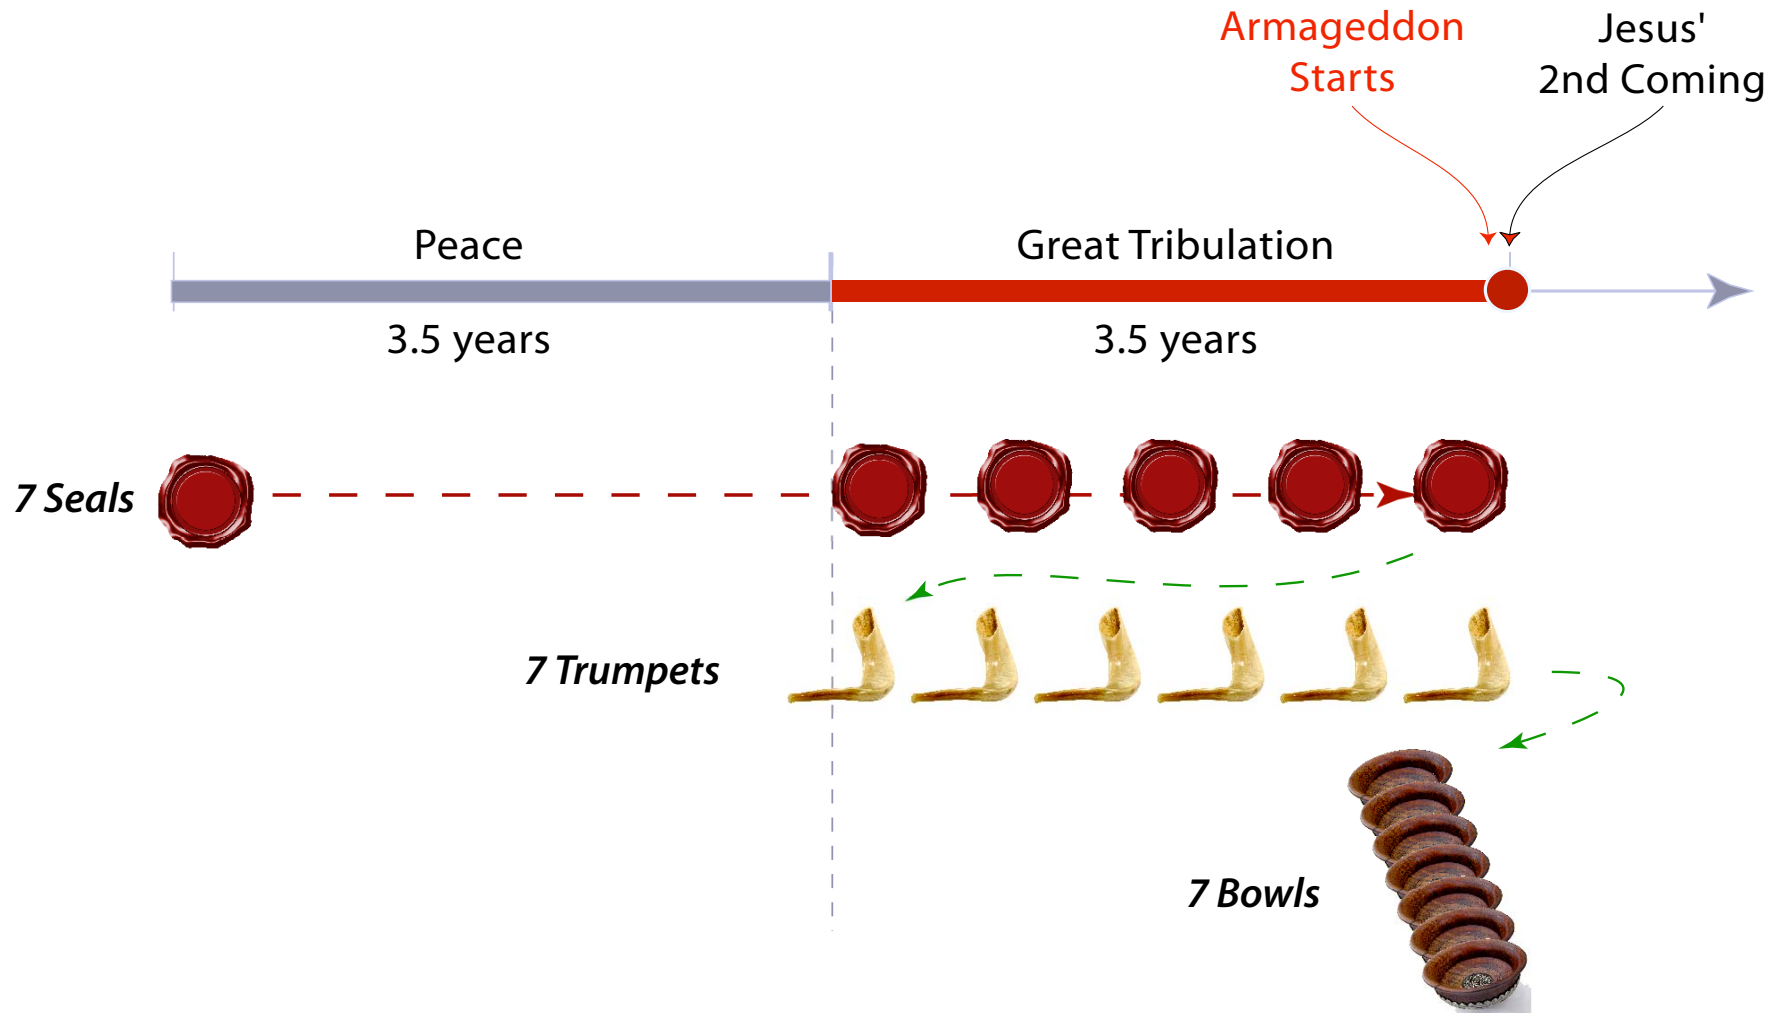 Armageddon
Starts
Jesus'
2nd Coming
Peace
Great Tribulation
3.5 years
3.5 years
7 Seals
7 Trumpets
7 Bowls